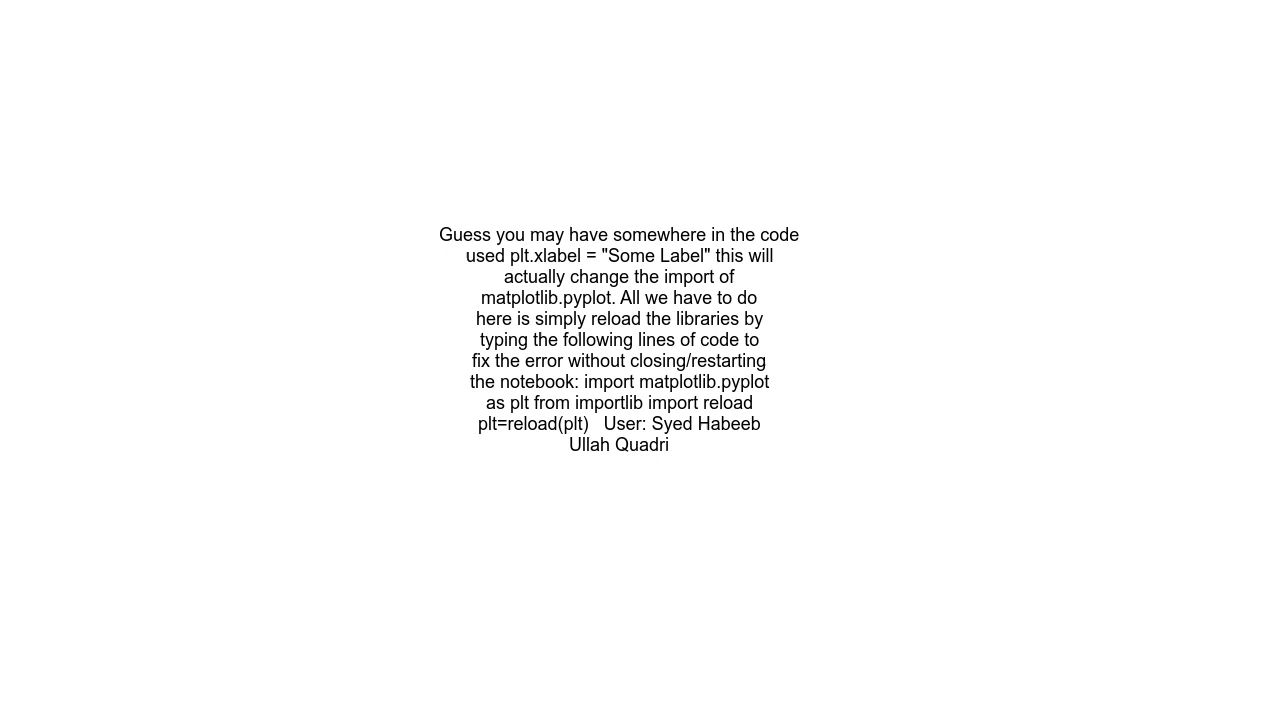 Guess you may have somewhere in the code
used plt.xlabel = "Some Label" this will
actually change the import of
matplotlib.pyplot. All we have to do
here is simply reload the libraries by
typing the following lines of code to
fix the error without closing/restarting
the notebook: import matplotlib.pyplot
as plt from importlib import reload
plt=reload(plt)   User: Syed Habeeb
Ullah Quadri